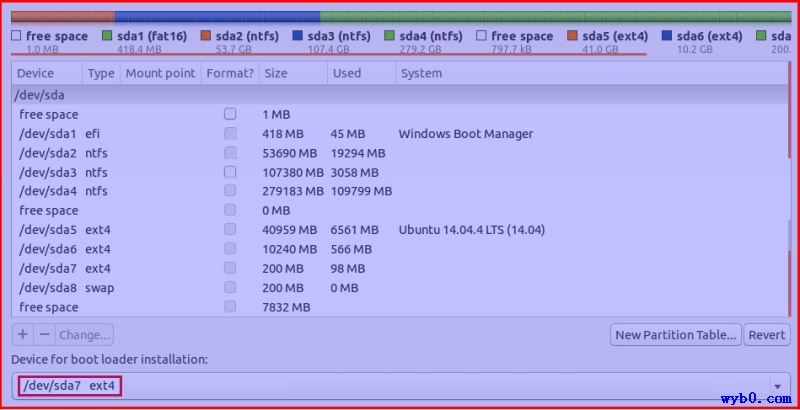 free space sda1 (fat16) sda2 (ntfs) sda3 (ntfs) sda4 (ntfs) free space sda5 (ext4) sda6 (ext4) sda
1.0 MB 418.4 MB 53.7 GB 107.4 GB 279.2 GB 797.7 kB 41.0 GB 10.2 GB 200.
Device Type Mount point Format? Size Used System
/dev/sda
free space 1 MB
/dev/sda1 efi 418 MB 45 MB Windows Boot Manager
/dev/sda2 ntfs 53690 MB 19294 MB
/dev/sda3 ntfs 107380 MB 3058 MB
/dev/sda4 ntfs 279183 MB 109799 MB
free space 0 MB
/dev/sda5 ext4 40959 MB 6561 MB Ubuntu 14.04.4 LTS (14.04)
/dev/sda6 ext4 10240 MB 566 MB
/dev/sda7 ext4 200 MB 98 MB
/dev/sda8 swap 200 MB 0 MB
free space 7832 MB
+ − Change... New Partition Table... Revert
Device for boot loader installation:
/dev/sda7 ext4
wyb0.com